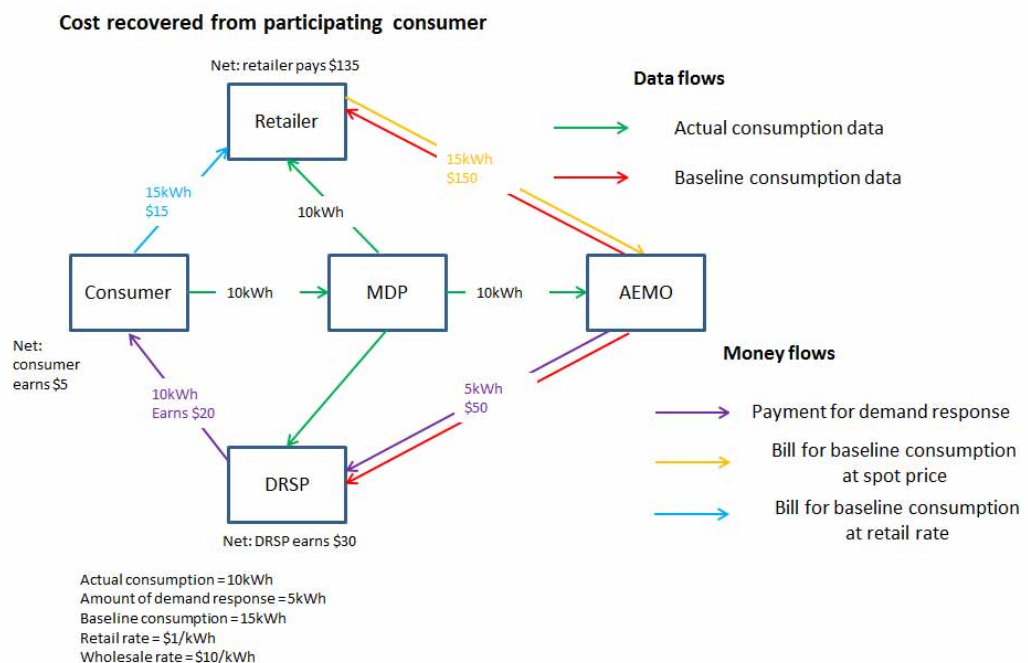 Cost recovered from participating consumer
Net: retailer pays $135
Retailer
Data flows
Actual consumption data
Baseline consumption data
15kWh
$150
15kWh
$15
10kWh
Consumer
10kWh
MDP
10kWh
AEMO
Net:
consumer
earns $5
10kWh
Earns $20
5kWh
$50
Money flows
Payment for demand response
Bill for baseline consumption
at spot price
Bill for baseline consumption
at retail rate
DRSP
Net: DRSP earns $30
Actual consumption = 10kWh
Amount of demand response = 5kWh
Baseline consumption = 15kWh
Retail rate = $1/kWh
Wholesale rate = $10/kWh